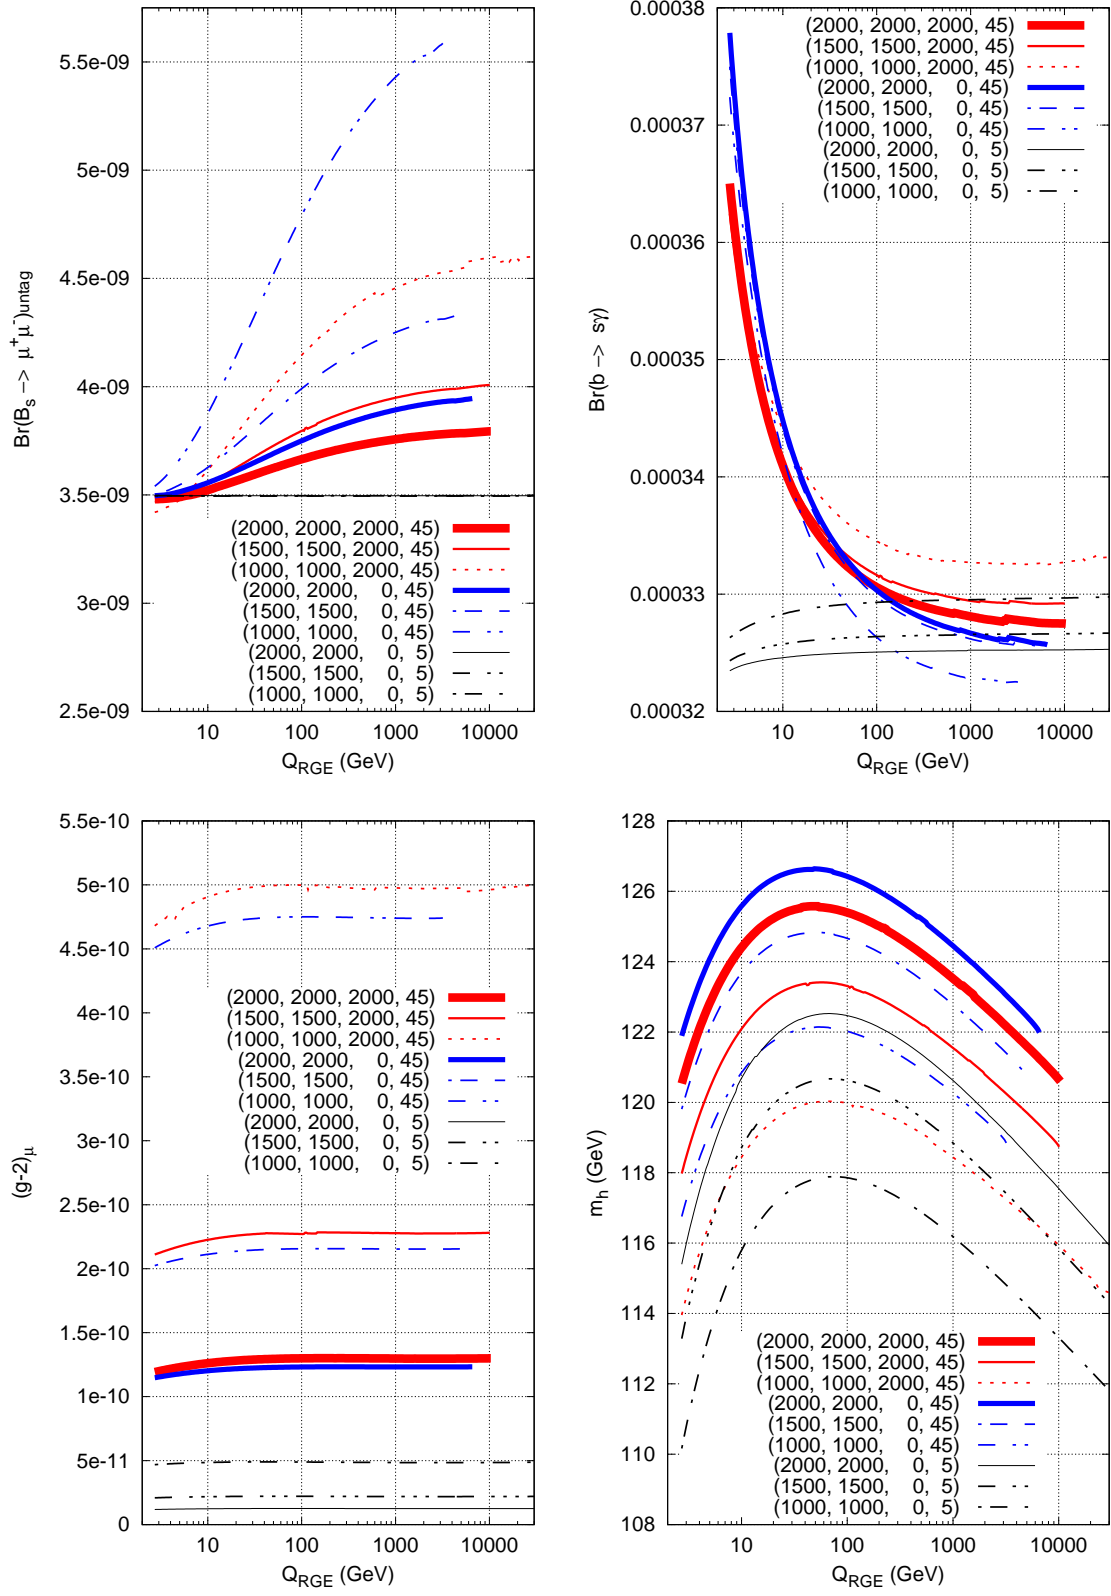 5.5e-09
5e-09
4.5e-09
4e-09
3.5e-09
3e-09
2.5e-09
Br(B_s -> μ⁺μ⁻)untag
(2000, 2000, 2000, 45)
(1500, 1500, 2000, 45)
(1000, 1000, 2000, 45)
(2000, 2000, 0, 45)
(1500, 1500, 0, 45)
(1000, 1000, 0, 45)
(2000, 2000, 0, 5)
(1500, 1500, 0, 5)
(1000, 1000, 0, 5)
10 100 1000 10000
Q_RGE (GeV)
0.00038
0.00037
0.00036
0.00035
0.00034
0.00033
0.00032
Br(b -> sγ)
(2000, 2000, 2000, 45)
(1500, 1500, 2000, 45)
(1000, 1000, 2000, 45)
(2000, 2000, 0, 45)
(1500, 1500, 0, 45)
(1000, 1000, 0, 45)
(2000, 2000, 0, 5)
(1500, 1500, 0, 5)
(1000, 1000, 0, 5)
10 100 1000 10000
Q_RGE (GeV)
5.5e-10
5e-10
4.5e-10
4e-10
3.5e-10
3e-10
2.5e-10
2e-10
1.5e-10
1e-10
5e-11
0
(g-2)_μ
(2000, 2000, 2000, 45)
(1500, 1500, 2000, 45)
(1000, 1000, 2000, 45)
(2000, 2000, 0, 45)
(1500, 1500, 0, 45)
(1000, 1000, 0, 45)
(2000, 2000, 0, 5)
(1500, 1500, 0, 5)
(1000, 1000, 0, 5)
10 100 1000 10000
Q_RGE (GeV)
128
126
124
122
120
118
116
114
112
110
108
m_h (GeV)
(2000, 2000, 2000, 45)
(1500, 1500, 2000, 45)
(1000, 1000, 2000, 45)
(2000, 2000, 0, 45)
(1500, 1500, 0, 45)
(1000, 1000, 0, 45)
(2000, 2000, 0, 5)
(1500, 1500, 0, 5)
(1000, 1000, 0, 5)
10 100 1000 10000
Q_RGE (GeV)